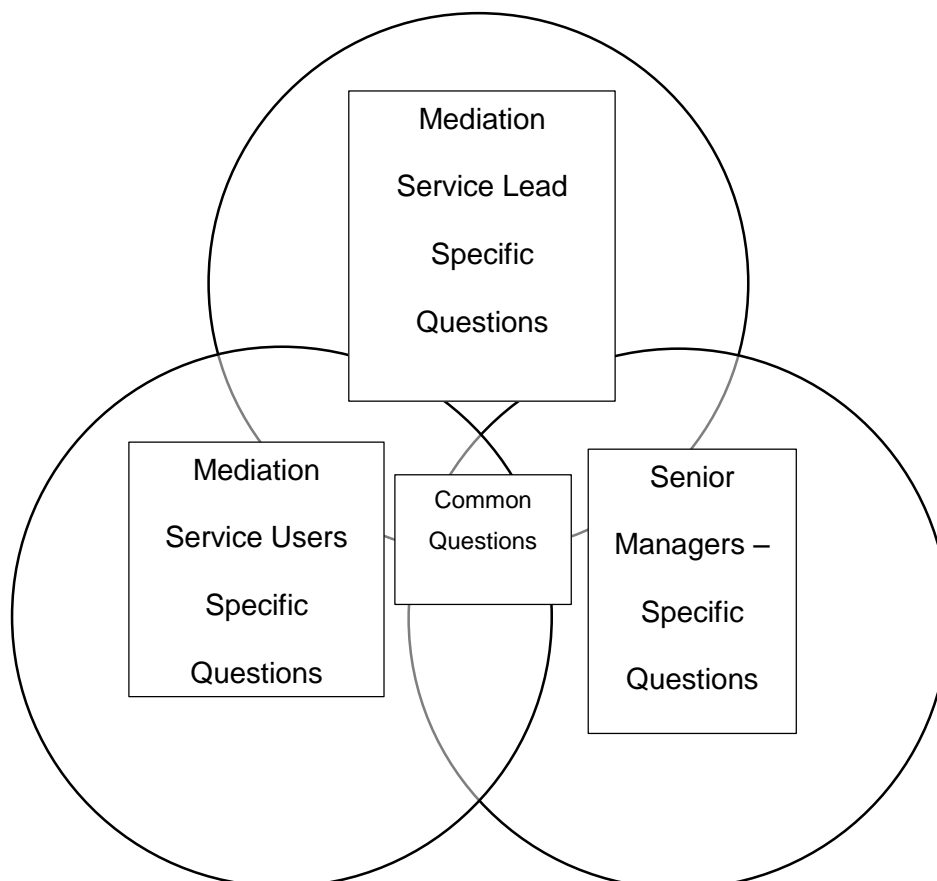 Mediation
Service Lead
Specific
Questions
Mediation
Service Users
Specific
Questions
Common
Questions
Senior
Managers –
Specific
Questions